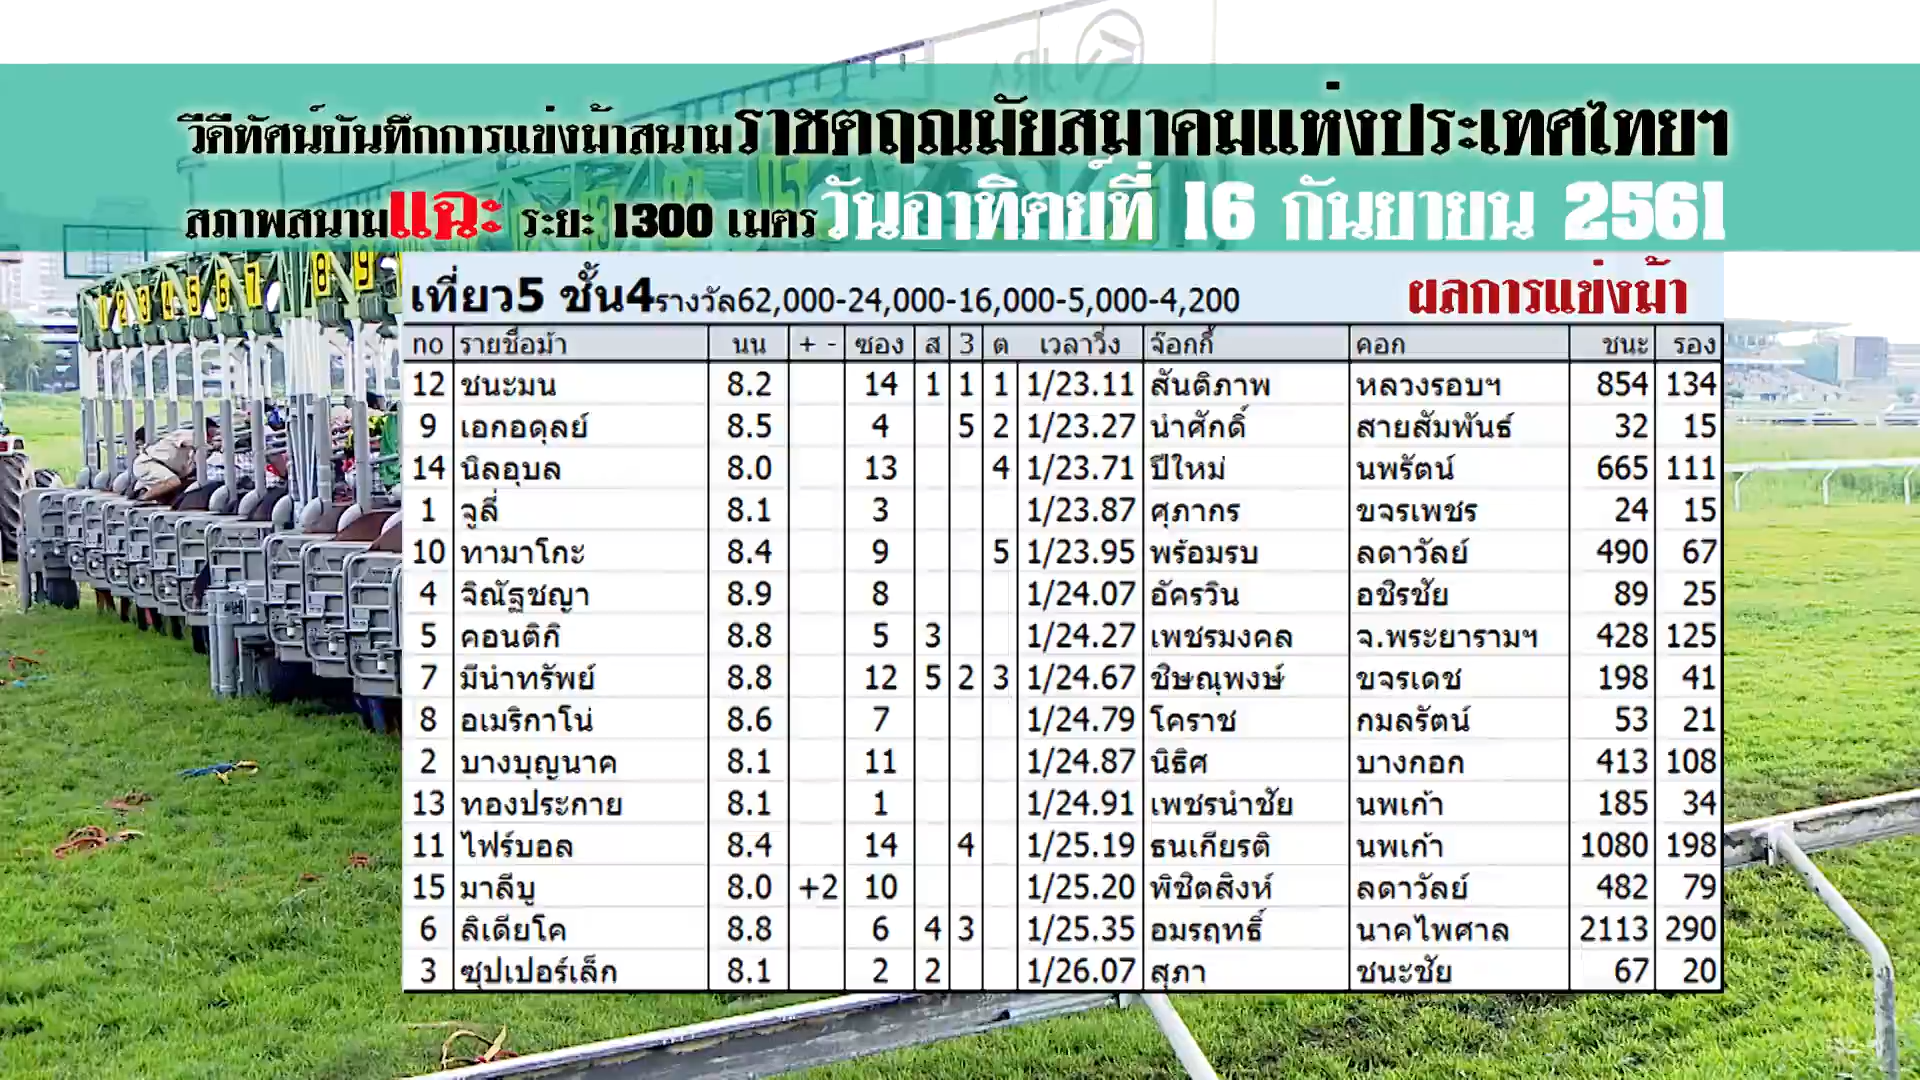 วีดีทัศน์บันทึกการแข่งม้าสนามราชตฤณมัยสมาคมแห่งประเทศไทยฯ
สภาพสนามแฉะ ระยะ 1300 เมตร วันอาทิตย์ที่ 16 กันยายน 2561
1 2 3 4 5 6 7 8 9
เที่ยว5 ชั้น4รางวัล62,000-24,000-16,000-5,000-4,200 ผลการแข่งม้า
no รายชื่อม้า นน + - ซอง ส 3 ต เวลาวิ่ง จ๊อกกี้ คอก ชนะ รอง
12 ชนะมน 8.2 14 1 1 1 1/23.11 สันติภาพ หลวงรอบฯ 854 134
9 เอกอดุลย์ 8.5 4 5 2 1/23.27 นำศักดิ์ สายสัมพันธ์ 32 15
14 นิลอุบล 8.0 13 4 1/23.71 ปีใหม่ นพรัตน์ 665 111
1 จูลี่ 8.1 3 1/23.87 ศุภากร ขจรเพชร 24 15
10 ทามาโกะ 8.4 9 5 1/23.95 พร้อมรบ ลดาวัลย์ 490 67
4 จิณัฐชญา 8.9 8 1/24.07 อัครวิน อชิรชัย 89 25
5 คอนติกิ 8.8 5 3 1/24.27 เพชรมงคล จ.พระยารามฯ 428 125
7 มีนำทรัพย์ 8.8 12 5 2 3 1/24.67 ชิษณุพงษ์ ขจรเดช 198 41
8 อเมริกาโน่ 8.6 7 1/24.79 โคราช กมลรัตน์ 53 21
2 บางบุญนาค 8.1 11 1/24.87 นิธิศ บางกอก 413 108
13 ทองประกาย 8.1 1 1/24.91 เพชรนำชัย นพเก้า 185 34
11 ไฟร์บอล 8.4 14 4 1/25.19 ธนเกียรติ นพเก้า 1080 198
15 มาลีบู 8.0 +2 10 1/25.20 พิชิตสิงห์ ลดาวัลย์ 482 79
6 ลิเดียโค 8.8 6 4 3 1/25.35 อมรฤทธิ์ นาคไพศาล 2113 290
3 ซุปเปอร์เล็ก 8.1 2 2 1/26.07 สุภา ชนะชัย 67 20